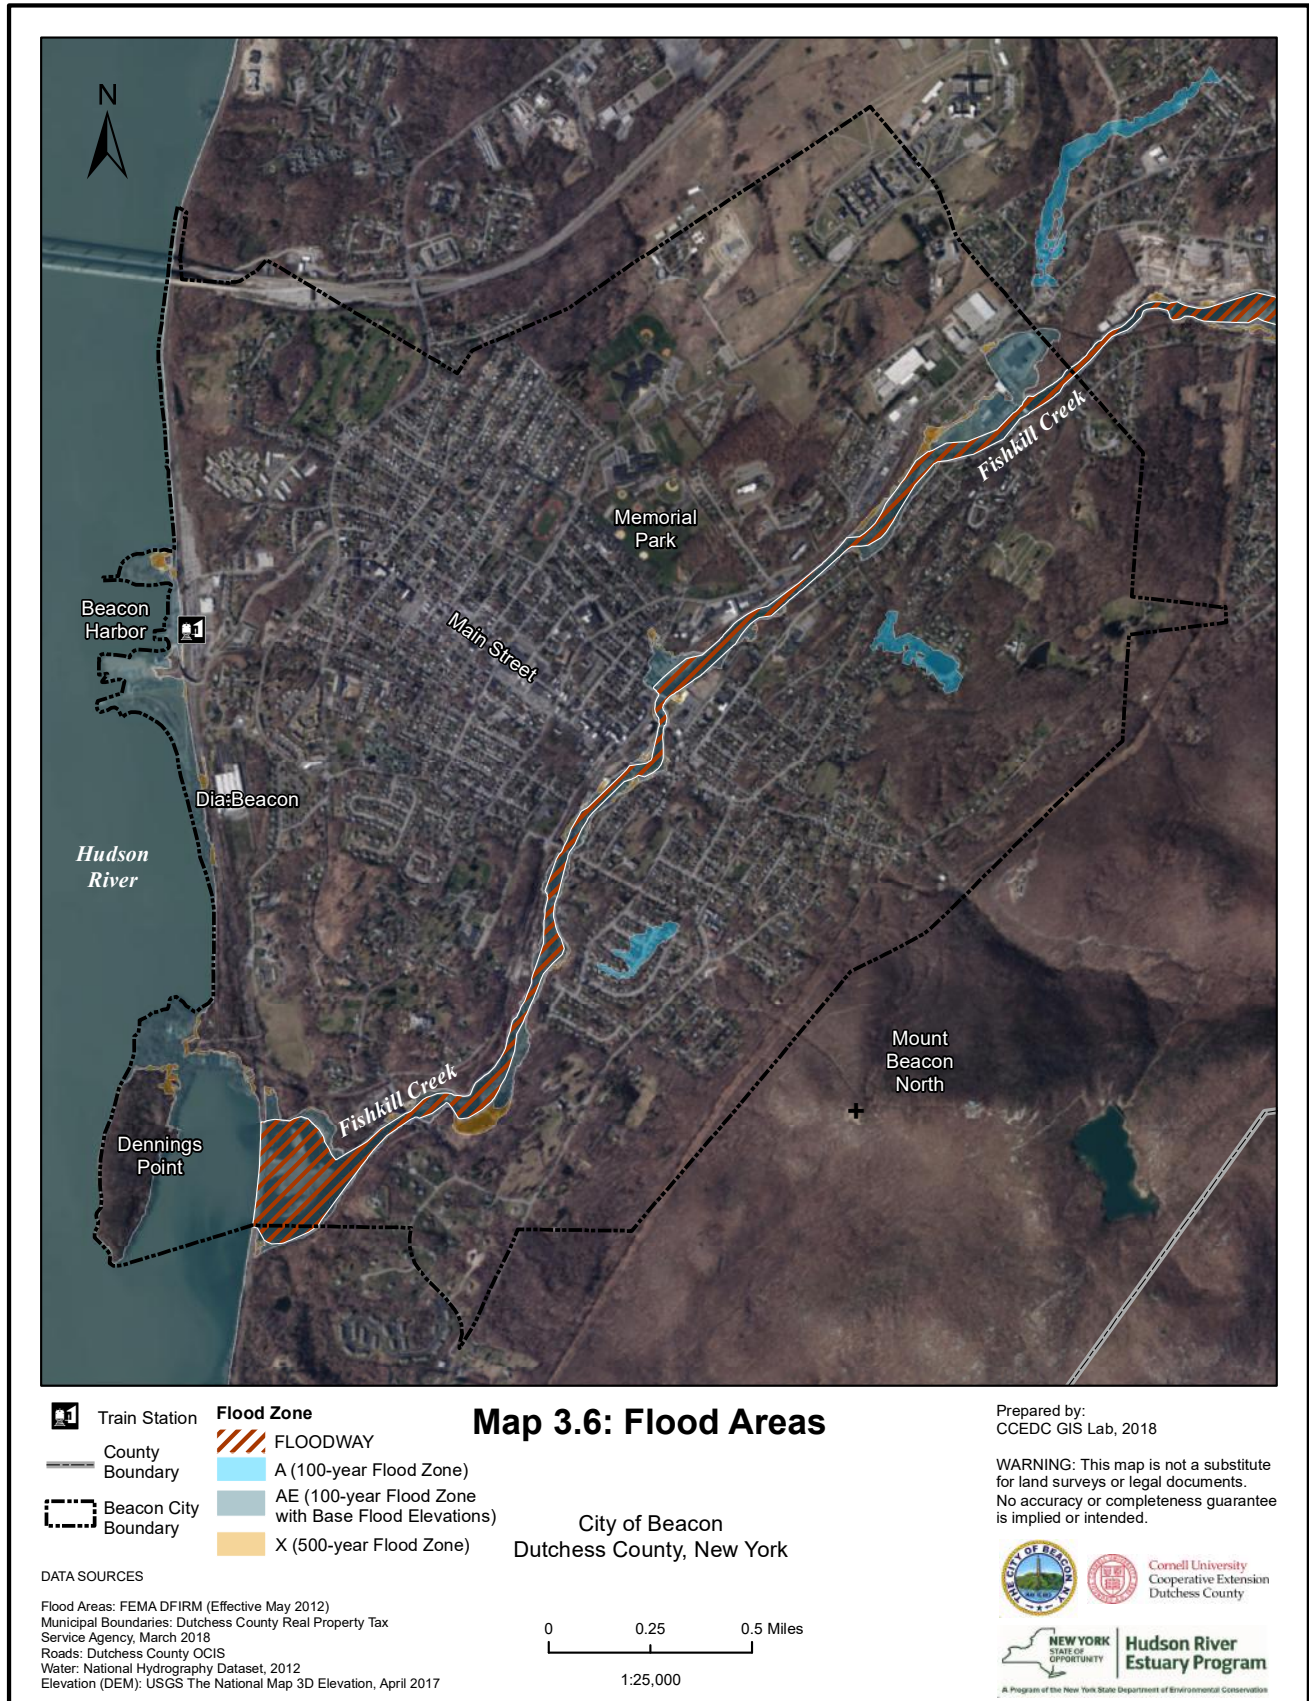 N
Fishkill Creek
Memorial
Park
Beacon
Harbor
Main Street
Dia:Beacon
Hudson
River
Mount
Beacon
North
Fishkill Creek
Dennings
Point
Map 3.6: Flood Areas
City of Beacon
Dutchess County, New York
Train Station
County
Boundary
Beacon City
Boundary
Flood Zone
FLOODWAY
A (100-year Flood Zone)
AE (100-year Flood Zone
with Base Flood Elevations)
X (500-year Flood Zone)
DATA SOURCES
Flood Areas: FEMA DFIRM (Effective May 2012)
Municipal Boundaries: Dutchess County Real Property Tax
Service Agency, March 2018
Roads: Dutchess County OCIS
Water: National Hydrography Dataset, 2012
Elevation (DEM): USGS The National Map 3D Elevation, April 2017
0 0.25 0.5 Miles
1:25,000
Prepared by:
CCEDC GIS Lab, 2018
WARNING: This map is not a substitute
for land surveys or legal documents.
No accuracy or completeness guarantee
is implied or intended.
THE CITY OF BEACON, NY
Cornell University
Cooperative Extension
Dutchess County
NEW YORK
STATE OF
OPPORTUNITY
Hudson River
Estuary Program
A Program of the New York State Department of Environmental Conservation